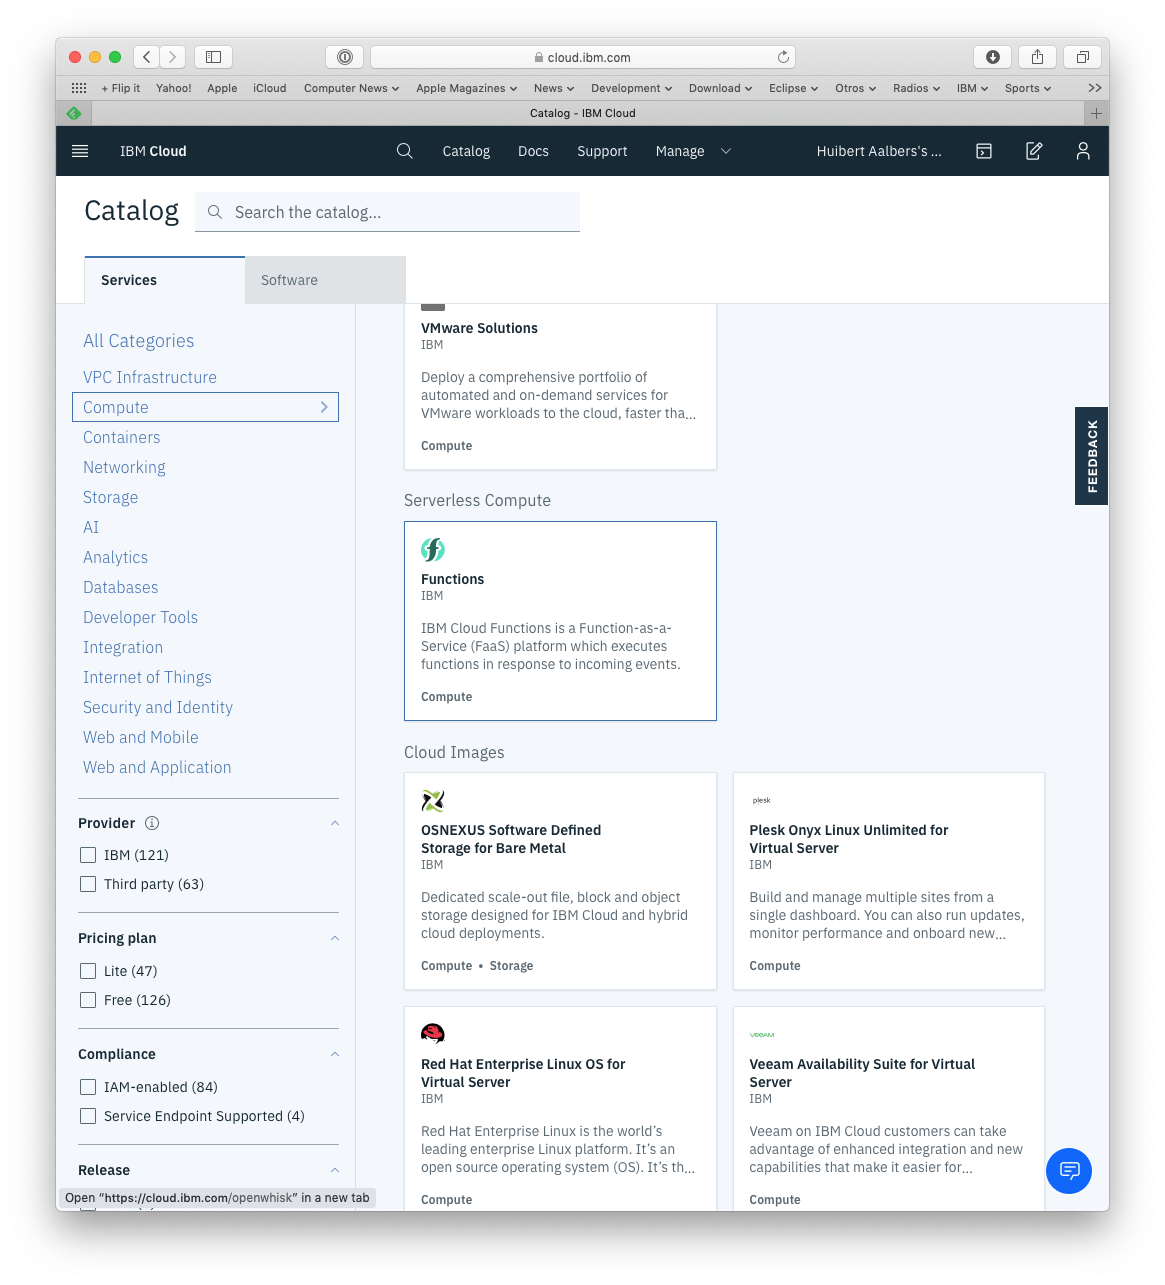 cloud.ibm.com
+ Flip it Yahoo! Apple iCloud Computer News Apple Magazines News Development Download Eclipse Otros Radios IBM Sports
Catalog - IBM Cloud
IBM Cloud Catalog Docs Support Manage Huibert Aalbers's ...
Catalog Search the catalog...
Services Software
All Categories
VPC Infrastructure
Compute
Containers
Networking
Storage
AI
Analytics
Databases
Developer Tools
Integration
Internet of Things
Security and Identity
Web and Mobile
Web and Application
Provider
IBM (121)
Third party (63)
Pricing plan
Lite (47)
Free (126)
Compliance
IAM-enabled (84)
Service Endpoint Supported (4)
Release
Open "https://cloud.ibm.com/openwhisk" in a new tab
VMware Solutions
IBM
Deploy a comprehensive portfolio of
automated and on-demand services for
VMware workloads to the cloud, faster tha...
Compute
Serverless Compute
Functions
IBM
IBM Cloud Functions is a Function-as-a-
Service (FaaS) platform which executes
functions in response to incoming events.
Compute
Cloud Images
OSNEXUS Software Defined
Storage for Bare Metal
IBM
Dedicated scale-out file, block and object
storage designed for IBM Cloud and hybrid
cloud deployments.
Compute • Storage
plesk
Plesk Onyx Linux Unlimited for
Virtual Server
IBM
Build and manage multiple sites from a
single dashboard. You can also run updates,
monitor performance and onboard new...
Compute
Red Hat Enterprise Linux OS for
Virtual Server
IBM
Red Hat Enterprise Linux is the world's
leading enterprise Linux platform. It's an
open source operating system (OS). It's th...
Compute
veeam
Veeam Availability Suite for Virtual
Server
IBM
Veeam on IBM Cloud customers can take
advantage of enhanced integration and new
capabilities that make it easier for...
Compute
FEEDBACK